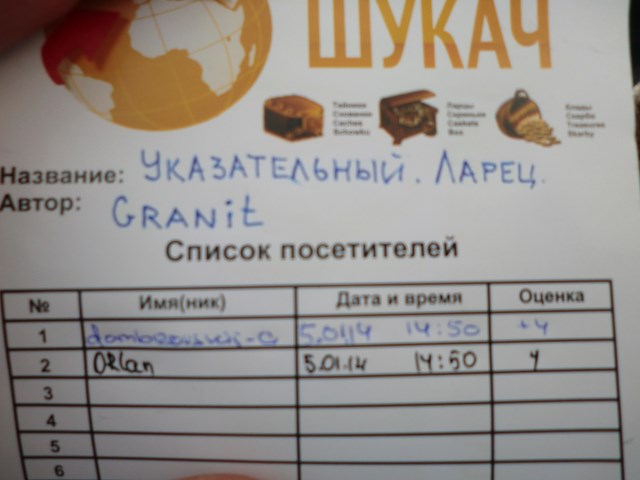 ШУКАЧ
Тайники
Сховища
Caches
Schowku
Ларцы
Скриньки
Caskets
Box
Клады
Скарби
Treasures
Skarby
Название: УКАЗАТЕЛЬНЫЙ. ЛАРЕЦ.
Автор: GRANit
Список посетителей
№ Имя(ник) Дата и время Оценка
1 5.01.14 14:50 +4
2 Orlan 5.01.14 14:50 4
3
4
5
6